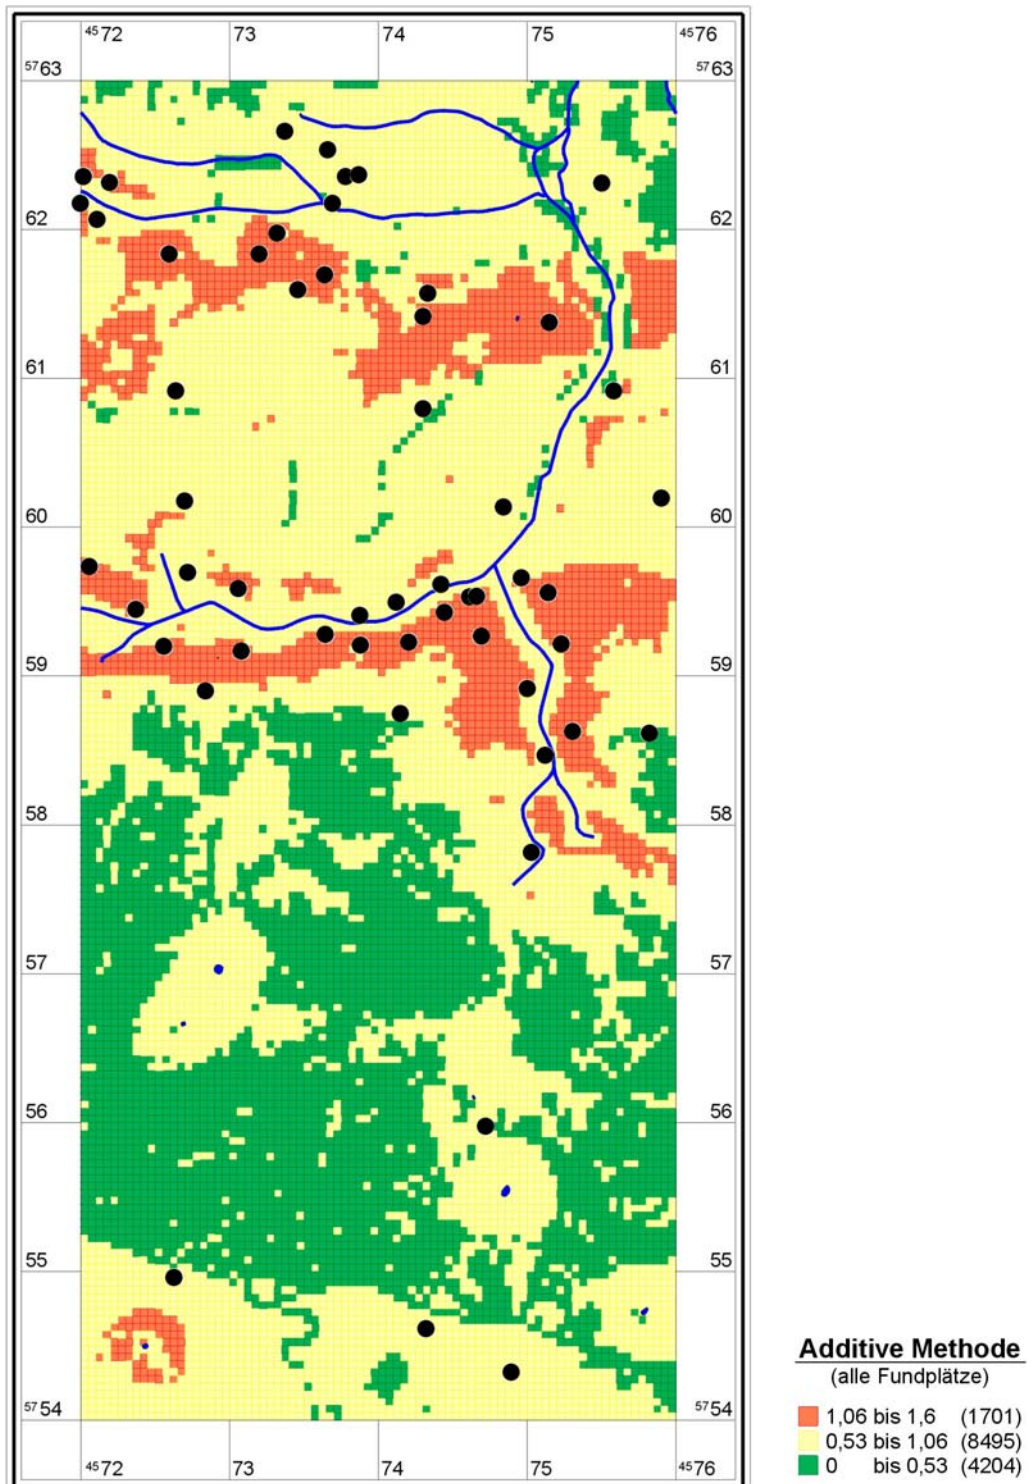 4572 73 74 75 4576
5763 5763
62 62
61 61
60 60
59 59
58 58
57 57
56 56
55 55
5754 5754
4572 73 74 75 4576
Additive Methode
(alle Fundplätze)
1,06 bis 1,6 (1701)
0,53 bis 1,06 (8495)
0 bis 0,53 (4204)